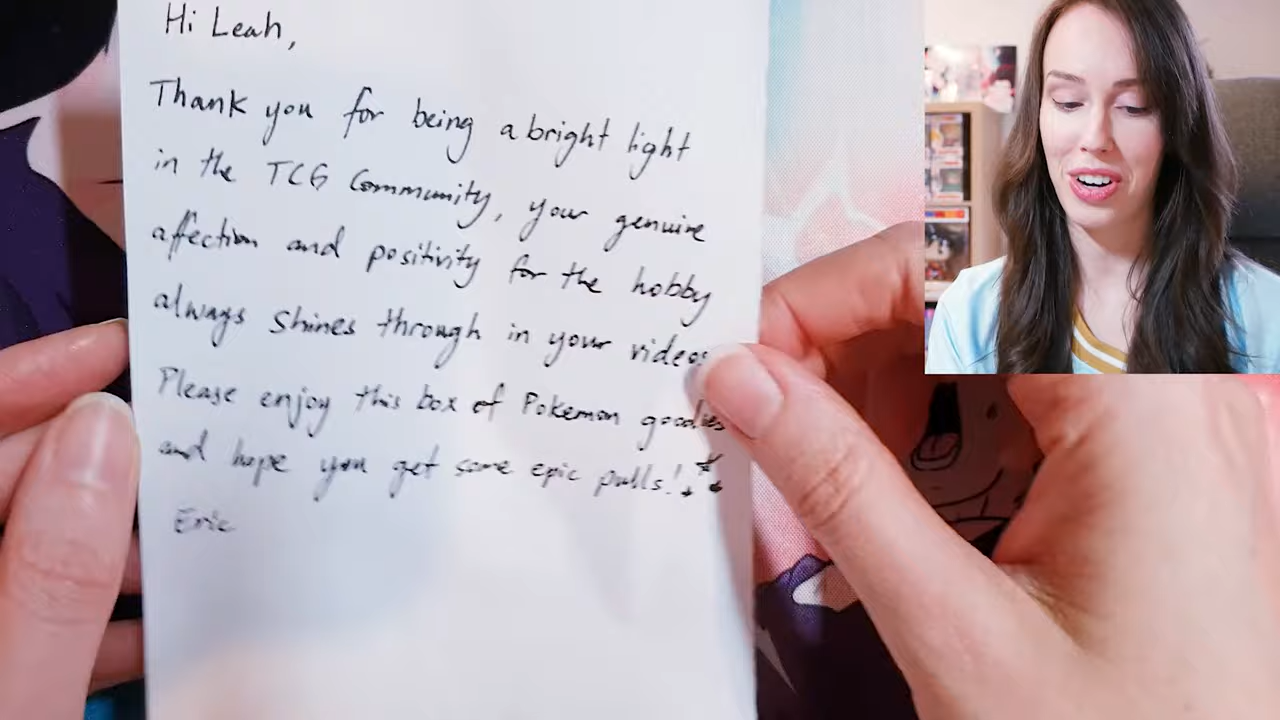 Hi Leah,
Thank you for being a bright light
in the TCG Community, your genuine
affection and positivity for the hobby
always shines through in your videos
Please enjoy this box of Pokemon goodies
and hope you get some epic pulls!
Eric